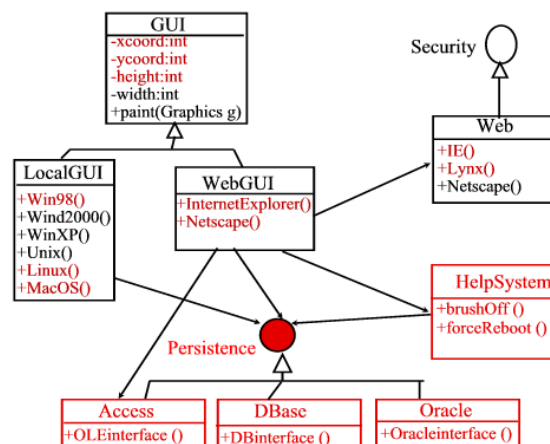 GUI
-xcoord:int
-ycoord:int
-height:int
-width:int
+paint(Graphics g)
Security
Web
+IE()
+Lynx()
+Netscape()
LocalGUI
+Win98()
+Wind2000()
+WinXP()
+Unix()
+Linux()
+MacOS()
WebGUI
+InternetExplorer()
+Netscape()
HelpSystem
+brushOff ()
+forceReboot ()
Persistence
Access
+OLEinterface ()
DBase
+DBinterface ()
Oracle
+Oracleinterface ()